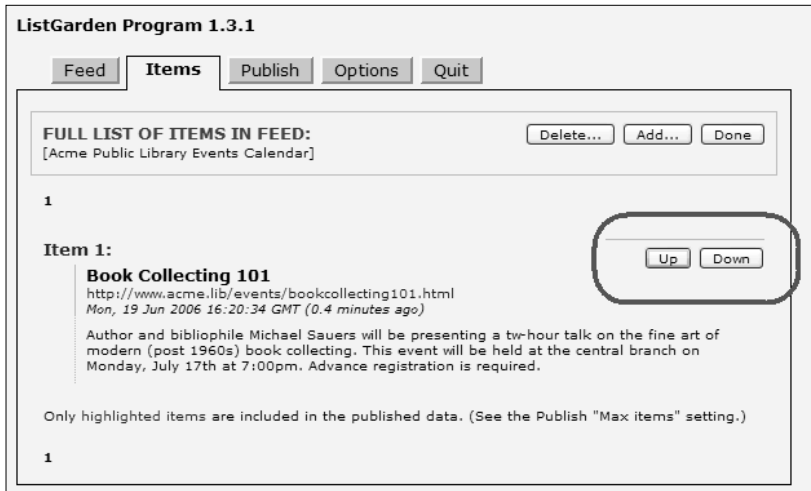 ListGarden Program 1.3.1
Feed Items Publish Options Quit
FULL LIST OF ITEMS IN FEED: Delete... Add... Done
[Acme Public Library Events Calendar]
1
Item 1: Up Down
Book Collecting 101
http://www.acme.lib/events/bookcollecting101.html
Mon, 19 Jun 2006 16:20:34 GMT (0.4 minutes ago)
Author and bibliophile Michael Sauers will be presenting a tw-hour talk on the fine art of
modern (post 1960s) book collecting. This event will be held at the central branch on
Monday, July 17th at 7:00pm. Advance registration is required.
Only highlighted items are included in the published data. (See the Publish "Max items" setting.)
1